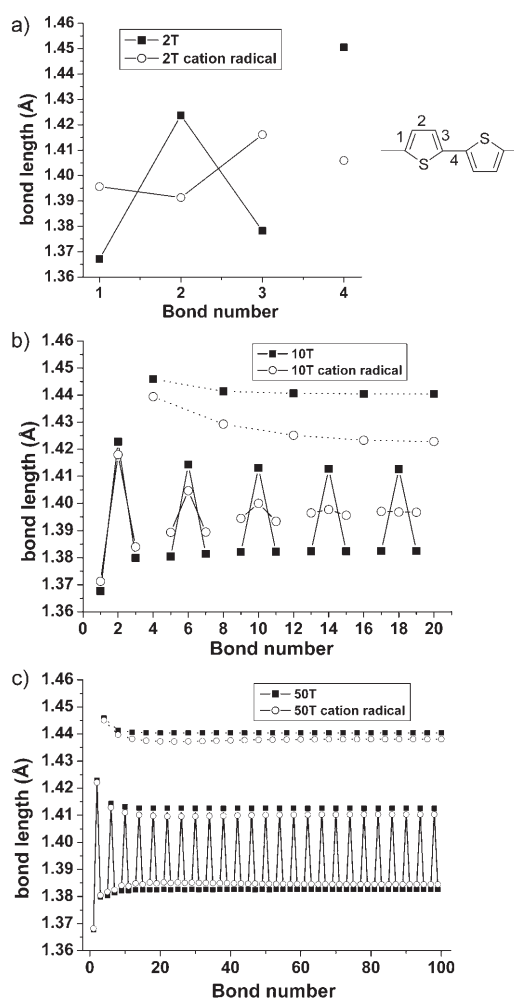 a)
1.46
1.45
1.44
1.43
1.42
1.41
1.40
1.39
1.38
1.37
1.36
bond length (Å)
2T
2T cation radical
1 2 3 4
Bond number
1 2 3 4 S S
b)
1.46
1.45
1.44
1.43
1.42
1.41
1.40
1.39
1.38
1.37
1.36
bond length (Å)
10T
10T cation radical
0 2 4 6 8 10 12 14 16 18 20
Bond number
c)
1.46
1.45
1.44
1.43
1.42
1.41
1.40
1.39
1.38
1.37
1.36
bond length (Å)
50T
50T cation radical
0 20 40 60 80 100
Bond number